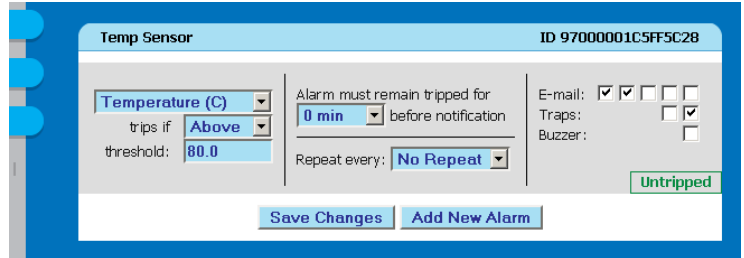 Temp Sensor ID 97000001C5FF5C28
Temperature (C)
trips if Above
threshold: 80.0
Alarm must remain tripped for
0 min before notification
Repeat every: No Repeat
E-mail:
Traps:
Buzzer:
Untripped
Save Changes Add New Alarm